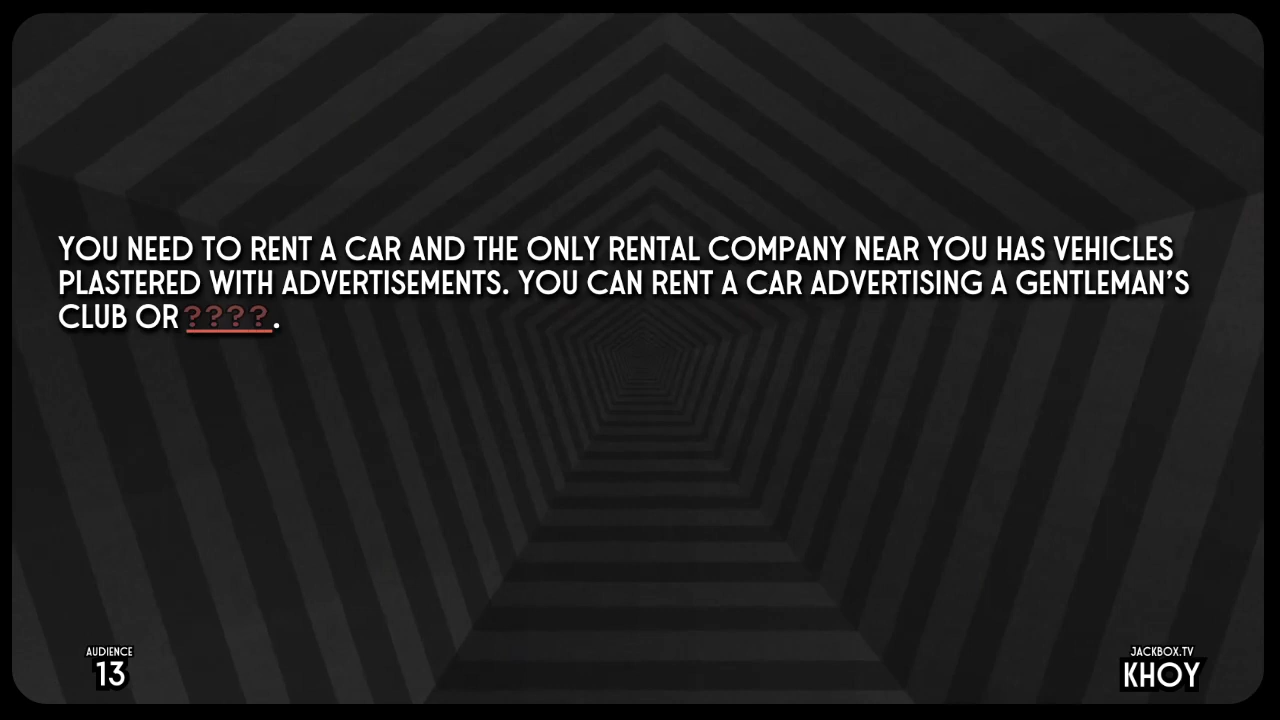 YOU NEED TO RENT A CAR AND THE ONLY RENTAL COMPANY NEAR YOU HAS VEHICLES
PLASTERED WITH ADVERTISEMENTS. YOU CAN RENT A CAR ADVERTISING A GENTLEMAN'S
CLUB OR ????.
AUDIENCE
13
JACKBOX.TV
KHOY